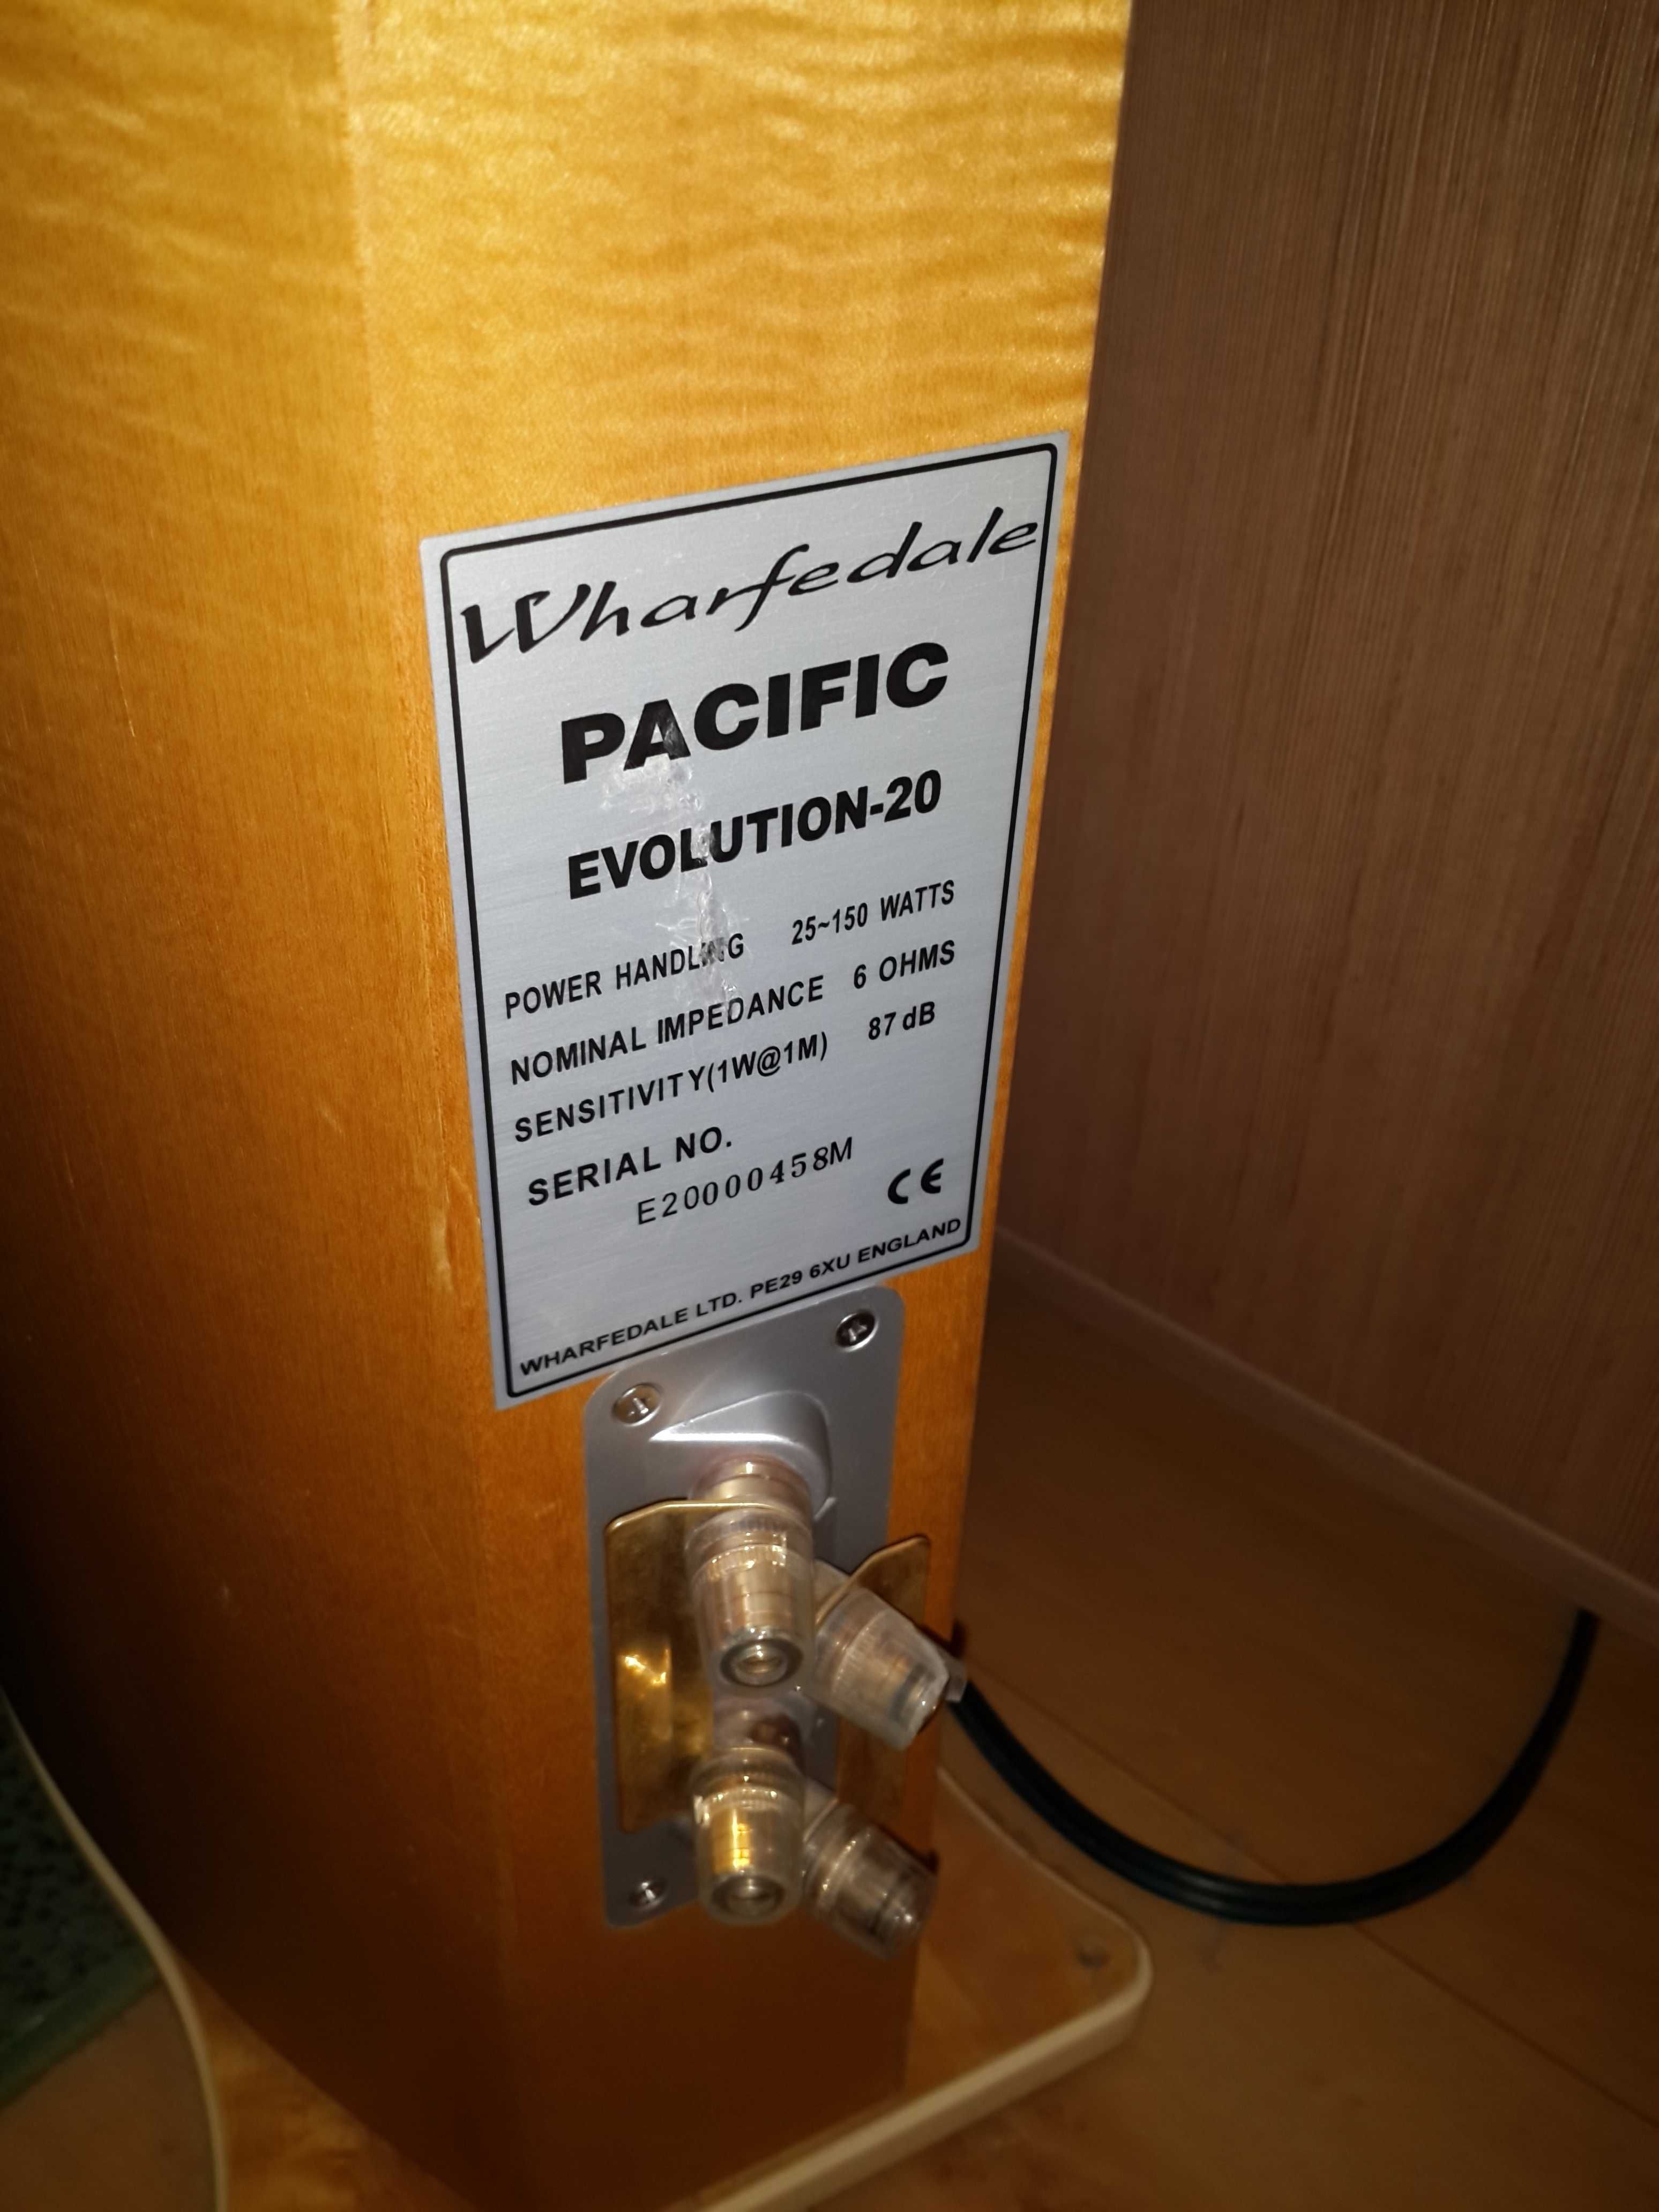 Wharfedale
PACIFIC
EVOLUTION-20
POWER HANDLING 25~150 WATTS
NOMINAL IMPEDANCE 6 OHMS
SENSITIVITY(1W@1M) 87 dB
SERIAL NO.
E20000458M
CE
WHARFEDALE LTD. PE29 6XU ENGLAND